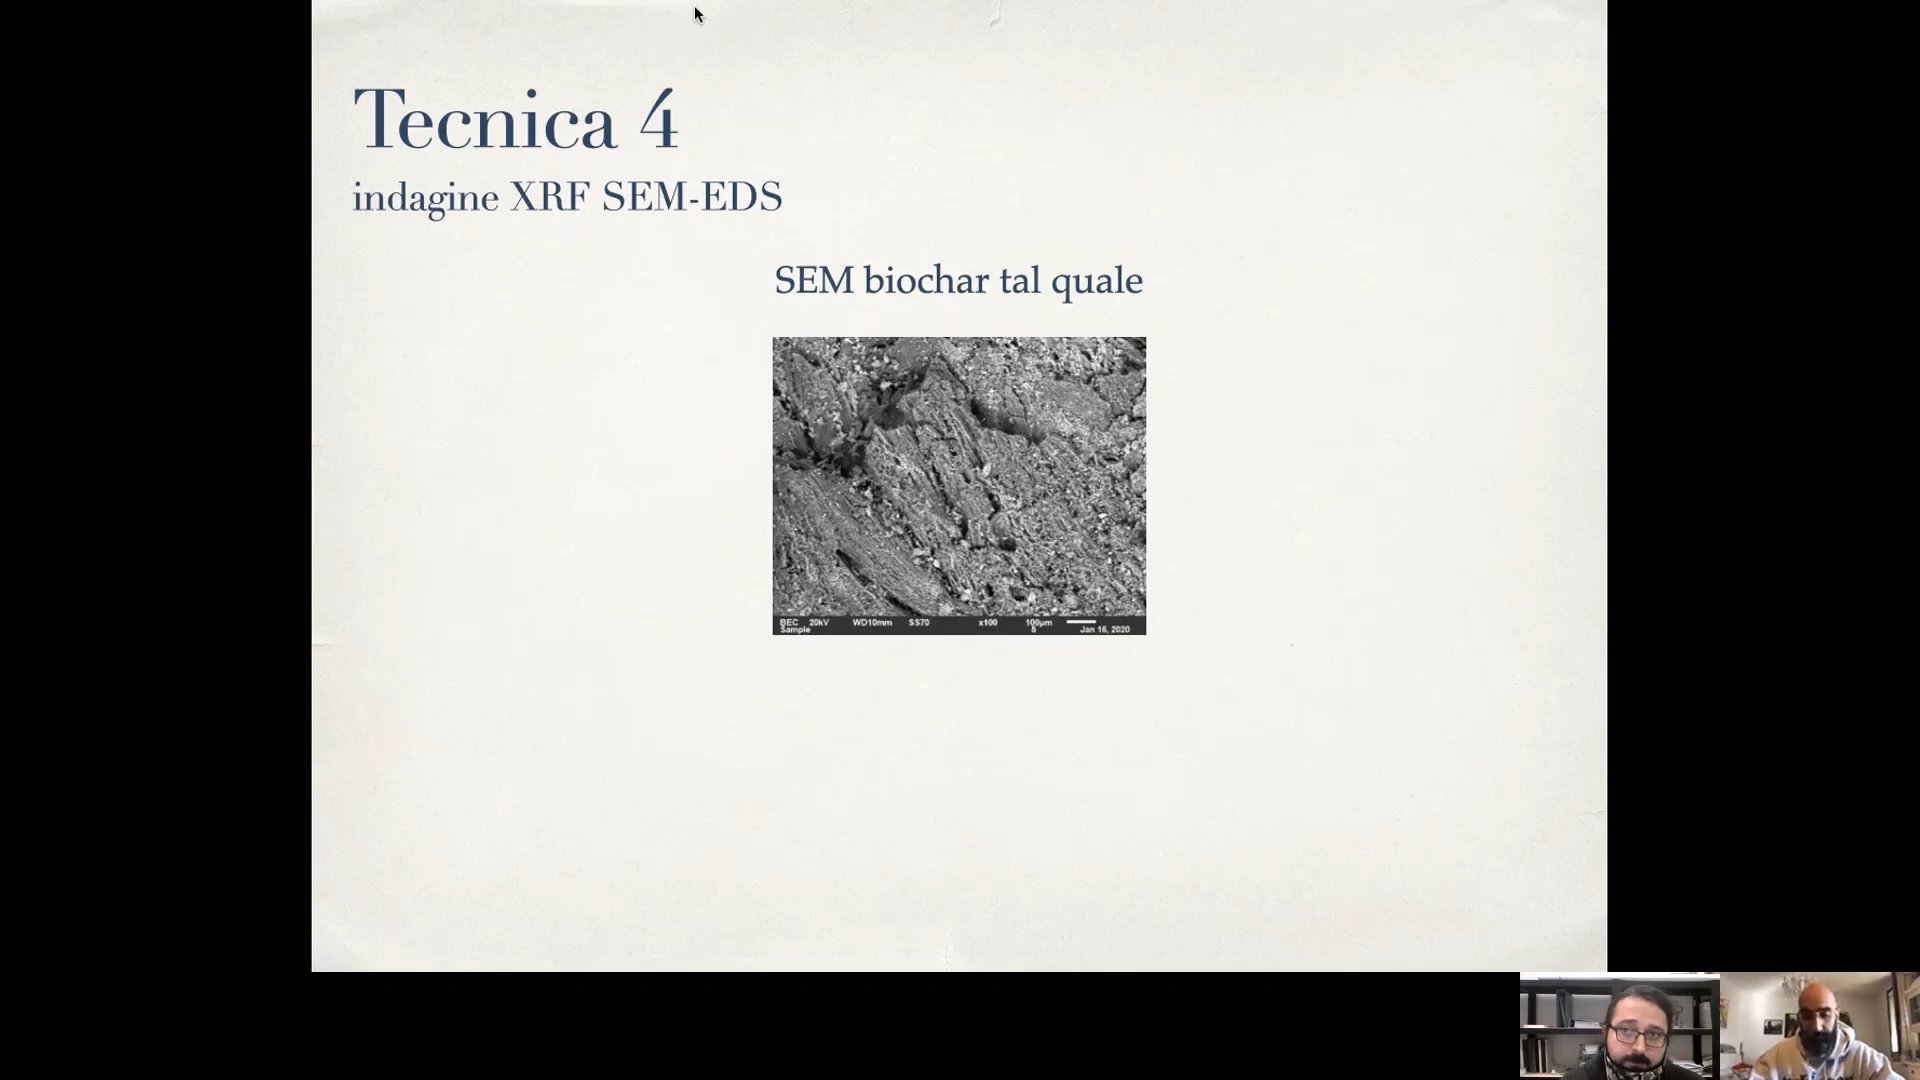 Tecnica 4
indagine XRF SEM-EDS
SEM biochar tal quale
BEC 20kV WD10mm SS70 x100 100µm
Sample Jan 16, 2020